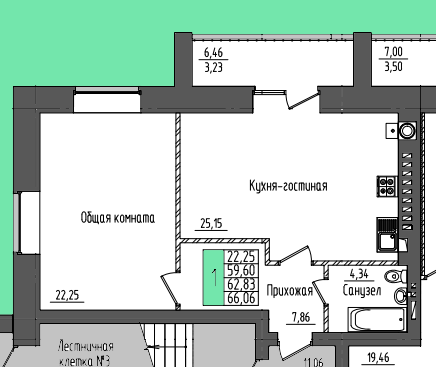 6,46
3,23
7,00
3,50
Кухня-гостиная
25,15
Общая комната
22,25
22,25
59,60
62,83
66,06
1
Прихожая
7,86
4,34
Санузел
Лестничная
клетка №3
11,06
19,46